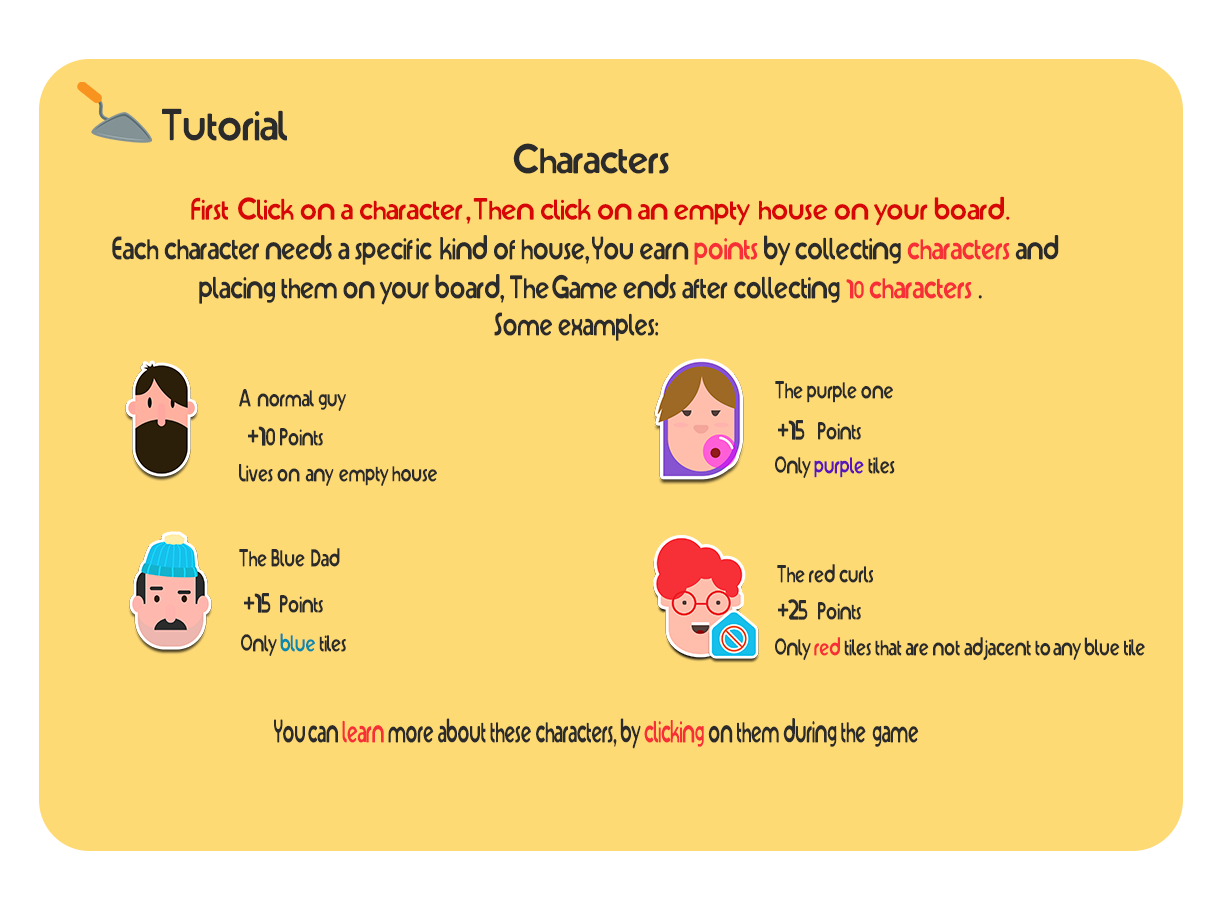 Tutorial
Characters
First Click on a character, Then click on an empty house on your board.
Each character needs a specific kind of house, You earn points by collecting characters and
placing them on your board, The Game ends after collecting 10 characters .
Some examples:
A normal guy
+10 Points
Lives on any empty house
The purple one
+15 Points
Only purple tiles
The Blue Dad
+15 Points
Only blue tiles
The red curls
+25 Points
Only red tiles that are not adjacent to any blue tile
You can learn more about these characters, by clicking on them during the game